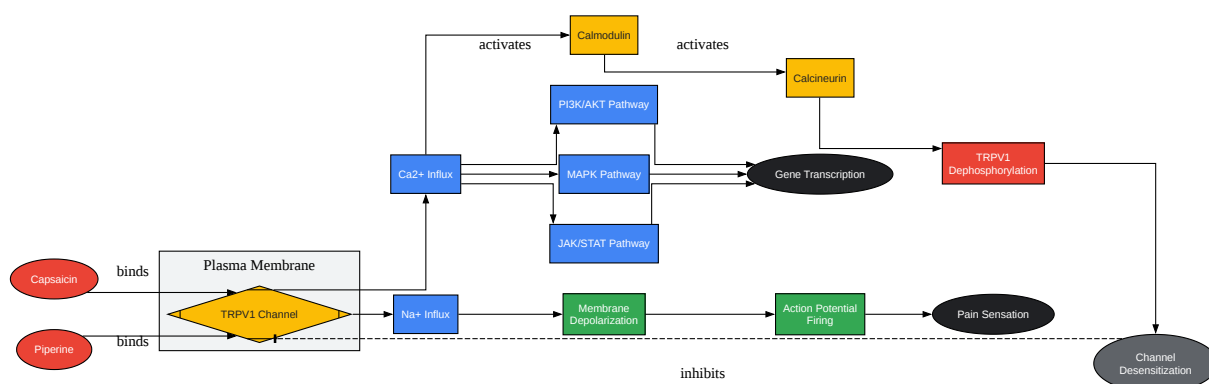 Calmodulin
activates
activates
Calcineurin
PI3K/AKT Pathway
TRPV1
Dephosphorylation
Ca2+ Influx
MAPK Pathway
Gene Transcription
JAK/STAT Pathway
Plasma Membrane
binds
Capsaicin
TRPV1 Channel
Na+ Influx
Membrane
Depolarization
Action Potential
Firing
Pain Sensation
binds
Piperine
Channel
Desensitization
inhibits